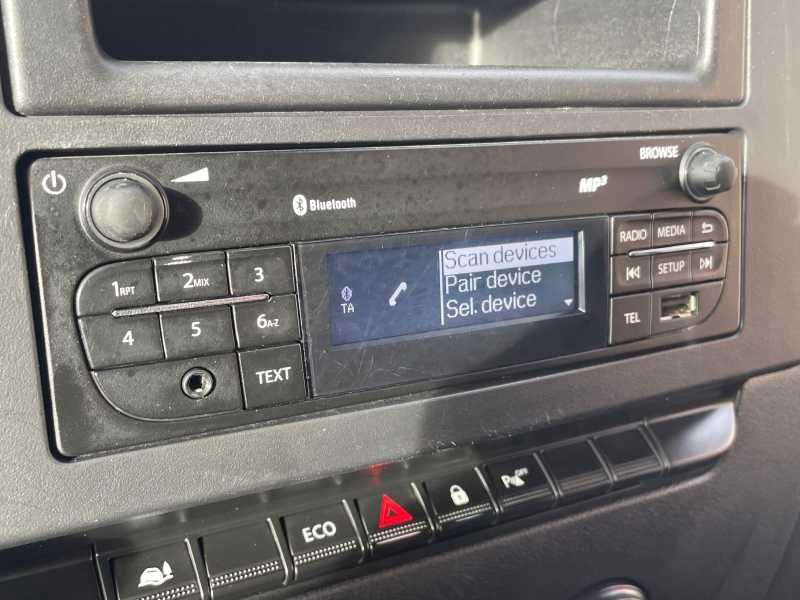 BROWSE
Bluetooth
MP3
RADIO MEDIA
SETUP
TEL
Scan devices
Pair device
Sel. device
TA
1RPT 2MIX 3
4 5 6A-Z
TEXT
ECO
P OFF